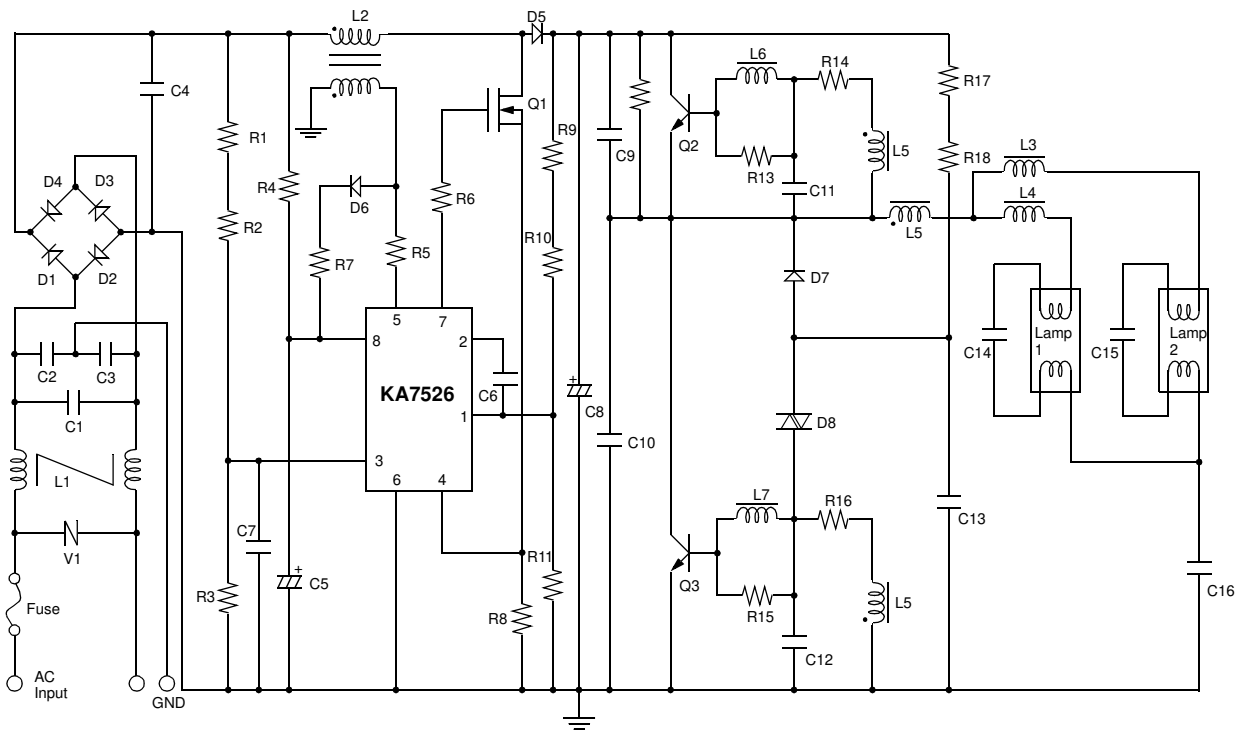 L2
D5
C4
L6
R14
Q1
R17
R1
R9
Q2
C9
L5
R13
R18
L3
D4
D3
R4
D6
R6
C11
L4
R2
R10
L5
R7
R5
D1
D2
D7
5
7
8
2
C14
Lamp
1
C15
Lamp
2
C2
C3
KA7526
C6
C8
C1
1
D8
C10
3
L1
6
4
L7
R16
C13
C7
V1
R11
Q3
C5
R3
Fuse
R8
R15
L5
C16
C12
AC
Input
GND
+
+